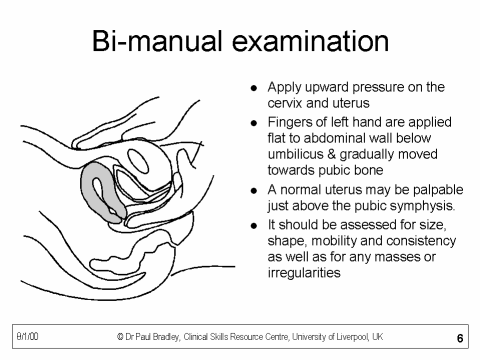 Bi-manual examination
● Apply upward pressure on the
cervix and uterus
● Fingers of left hand are applied
flat to abdominal wall below
umbilicus & gradually moved
towards pubic bone
● A normal uterus may be palpable
just above the pubic symphysis.
● It should be assessed for size,
shape, mobility and consistency
as well as for any masses or
irregularities
8/1/00
© Dr Paul Bradley, Clinical Skills Resource Centre, University of Liverpool, UK
6